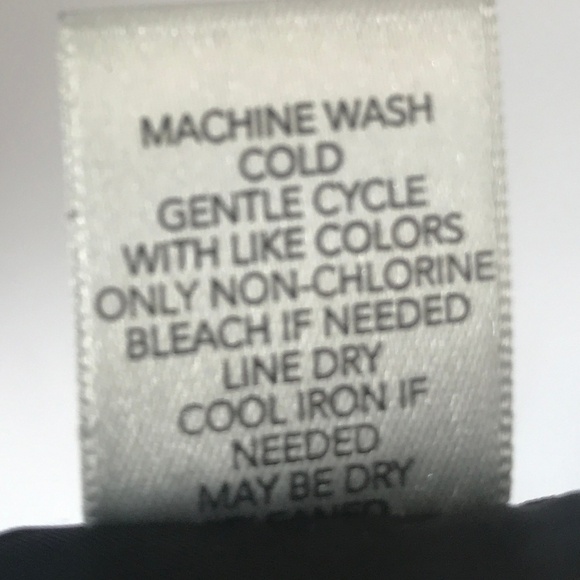 MACHINE WASH
COLD
GENTLE CYCLE
WITH LIKE COLORS
ONLY NON-CHLORINE
BLEACH IF NEEDED
LINE DRY
COOL IRON IF
NEEDED
MAY BE DRY
CLEANED